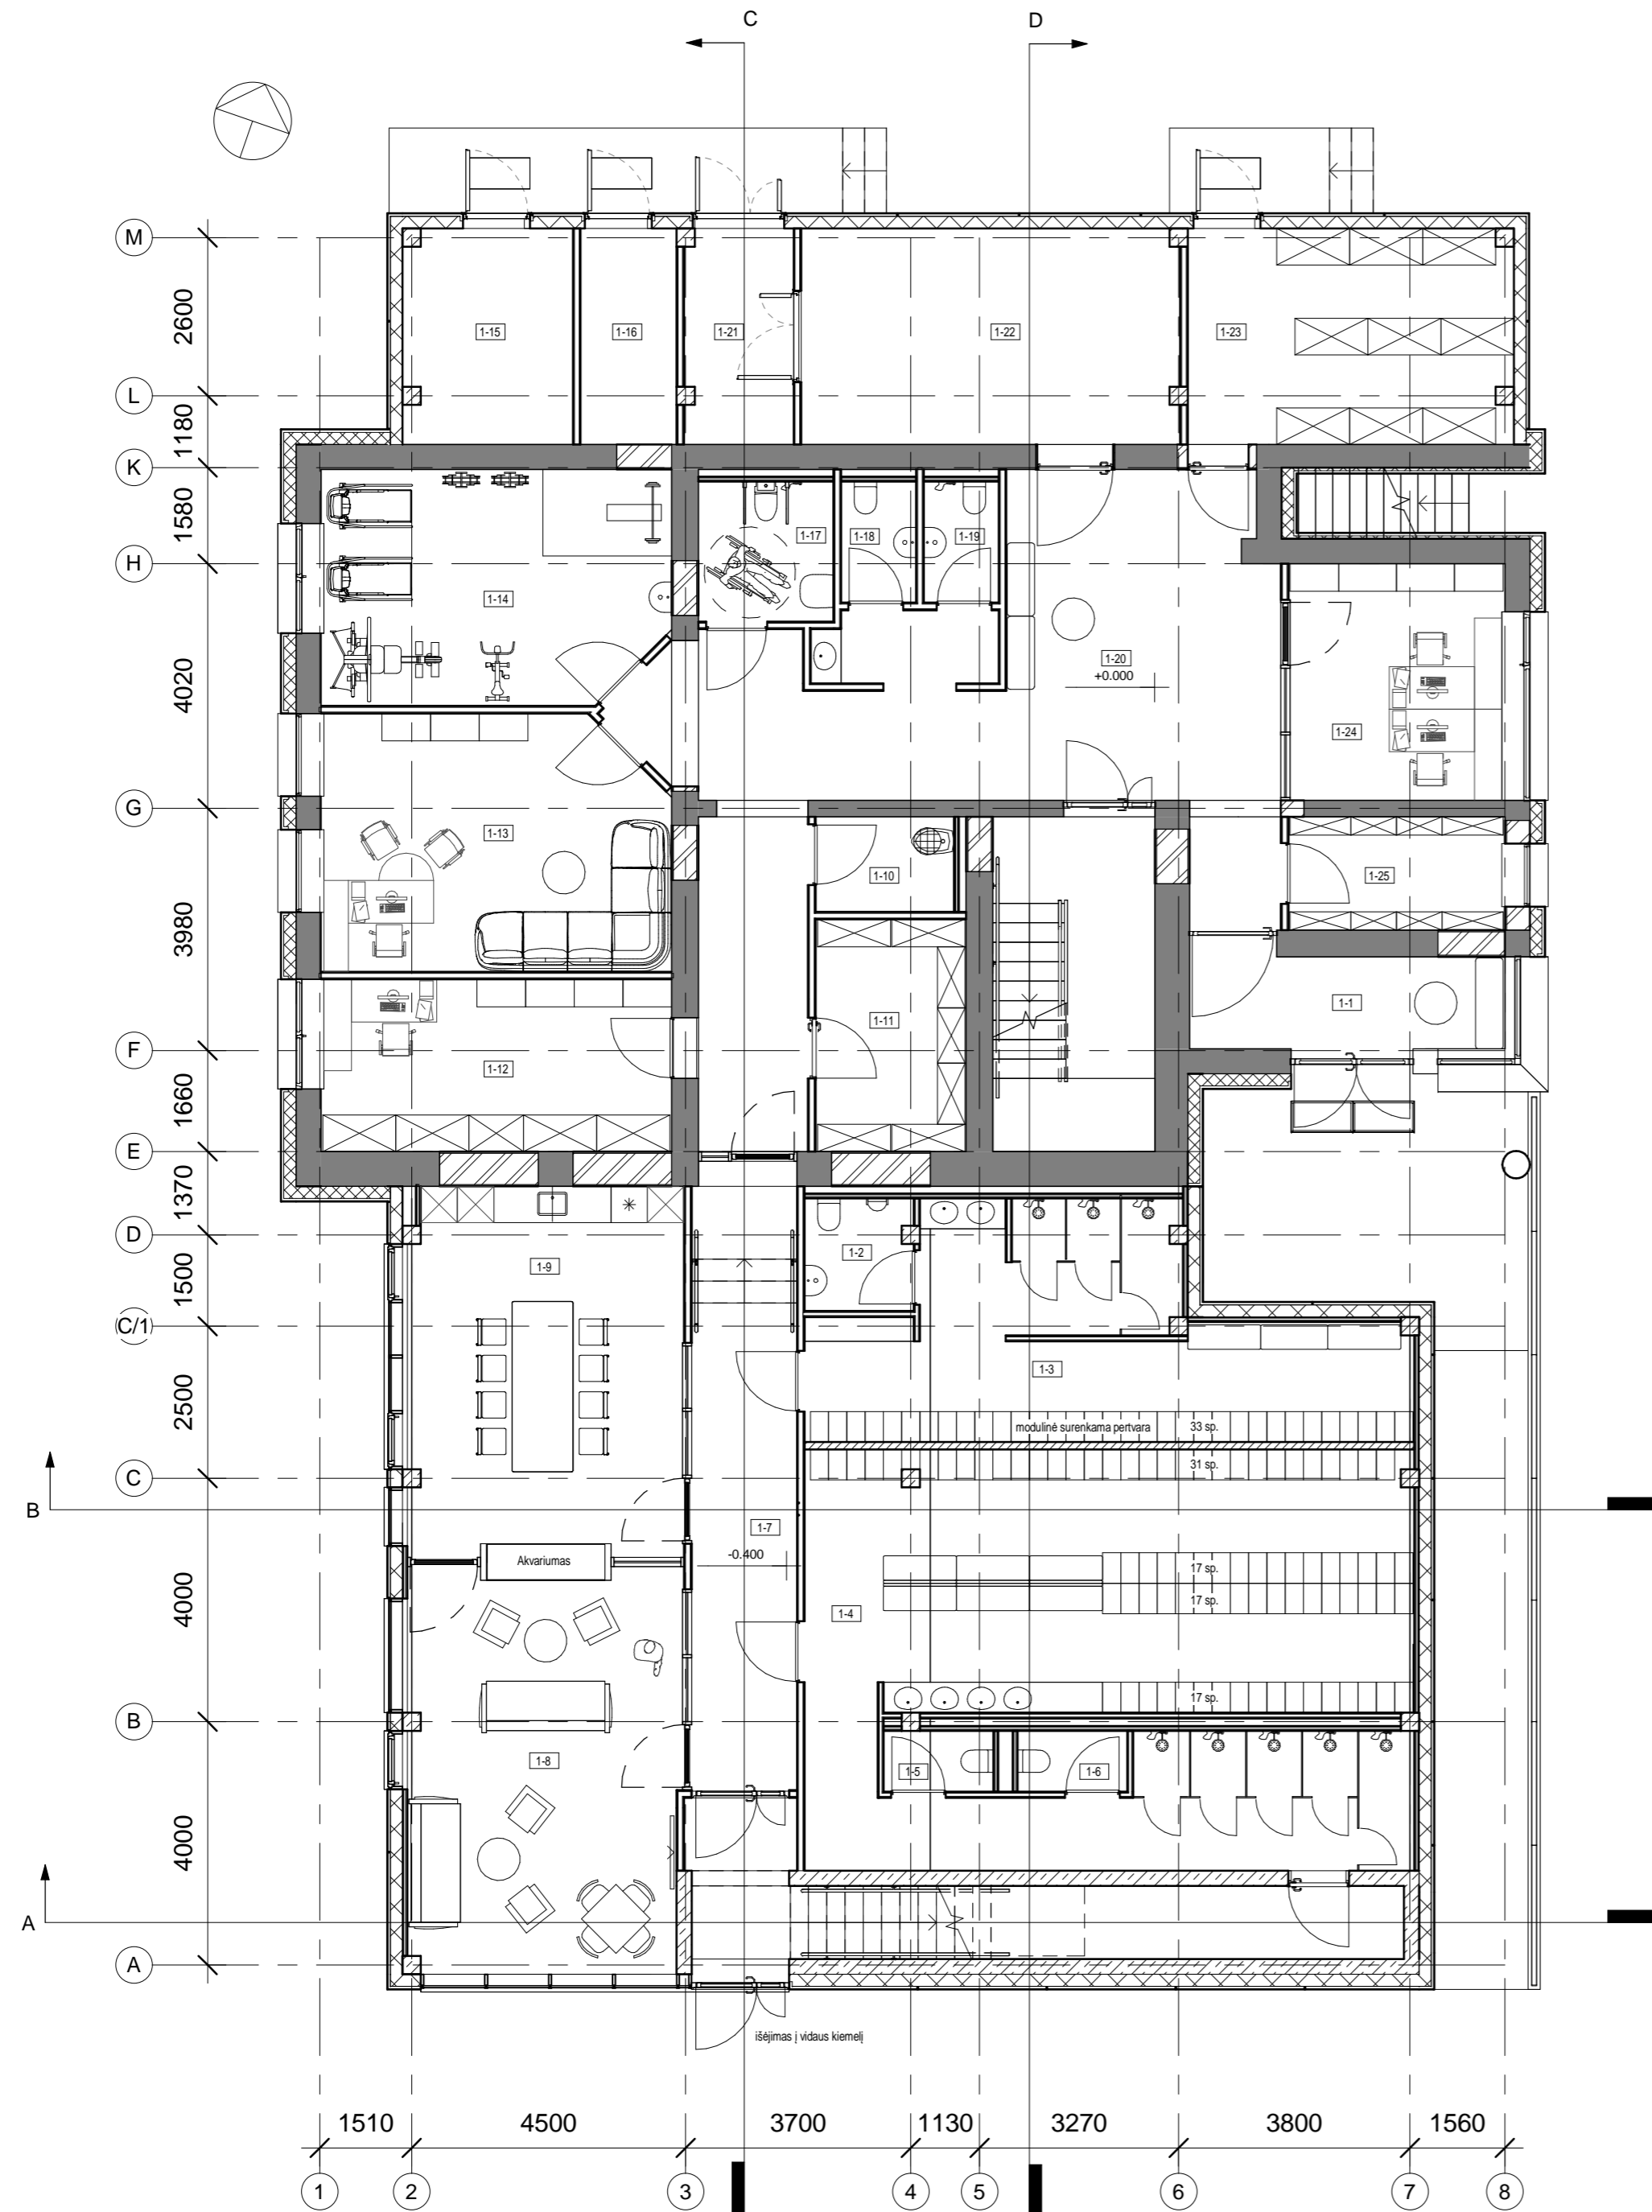 C
D
M
2600
1-15
1-16
1-21
1-22
1-23
L
1180
K
1580
1-17
1-18
1-19
H
1-14
1-20
+0.000
4020
1-24
G
1-13
1-10
1-25
3980
1-1
1-11
F
1-12
1660
E
1370
D
1-2
1-9
1500
C/1
1-3
2500
modulinė surenkama pertvara
33 sp.
31 sp.
C
B
1-7
-0.400
Akvariumas
17 sp.
17 sp.
4000
1-4
17 sp.
B
1-8
1-5
1-6
4000
A
A
išėjimas į vidaus kiemelį
1510
4500
3700
1130
3270
3800
1560
1
2
3
4
5
6
7
8